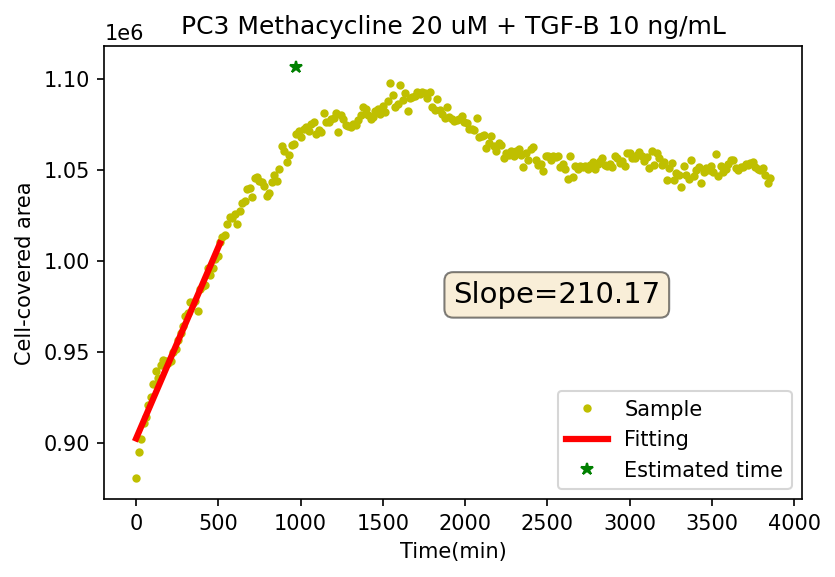 PC3 Methacycline 20 uM + TGF-B 10 ng/mL
1e6
1.10
1.05
1.00
0.95
0.90
Cell-covered area
Slope=210.17
Sample
Fitting
Estimated time
0 500 1000 1500 2000 2500 3000 3500 4000
Time(min)